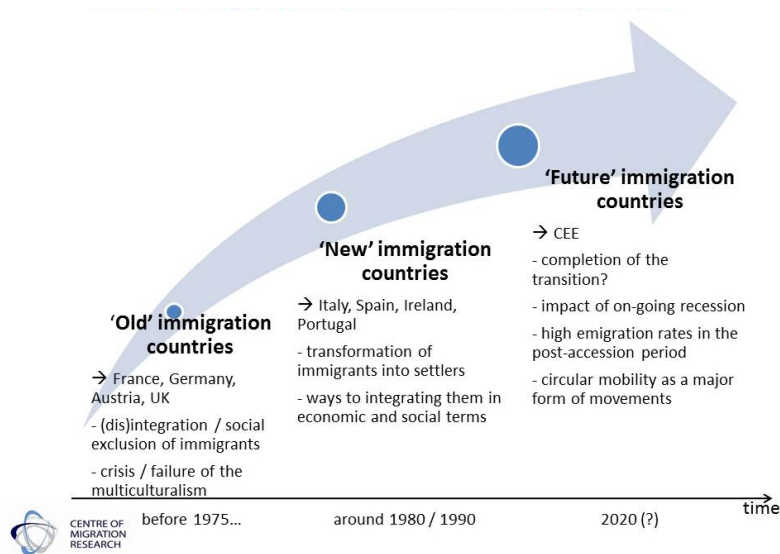 'Old' immigration
countries
→ France, Germany,
Austria, UK
- (dis)integration / social
exclusion of immigrants
- crisis / failure of the
multiculturalism
'New' immigration
countries
→ Italy, Spain, Ireland,
Portugal
- transformation of
immigrants into settlers
- ways to integrating them in
economic and social terms
'Future' immigration
countries
→ CEE
- completion of the
transition?
- impact of on-going recession
- high emigration rates in the
post-accession period
- circular mobility as a major
form of movements
time
before 1975...
around 1980 / 1990
2020 (?)
CENTRE OF
MIGRATION
RESEARCH